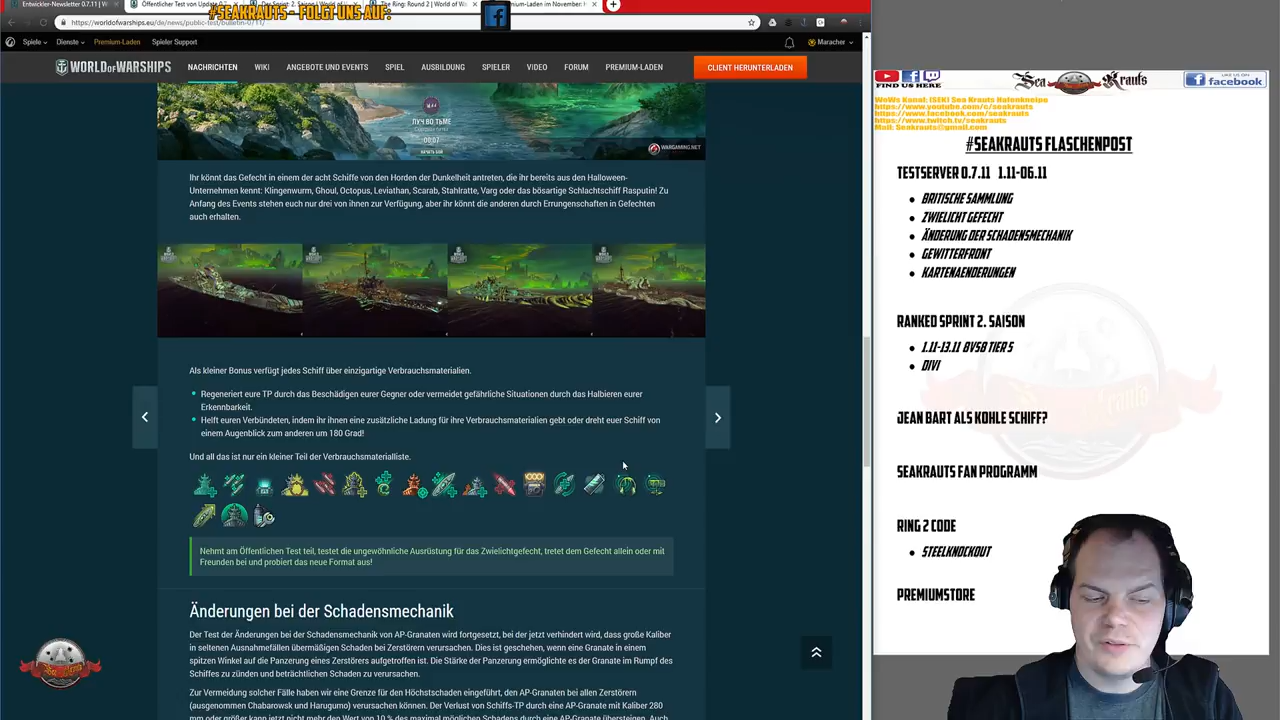 Entwickler-Newsletter 0.7.11
Öffentlicher Test von Update 0.
The Ring: Round 2 | World of W
Premium-Laden im November:
#SEAKRAUTS - FOLGT UNS AUF:
https://worldofwarships.eu/de/news/public-test/bulletin-0711/
Spiele
Dienste
Premium-Laden
Spieler Support
Maracher
WORLD OF WARSHIPS
NACHRICHTEN
WIKI
ANGEBOTE UND EVENTS
SPIEL
AUSBILDUNG
SPIELER
VIDEO
FORUM
PREMIUM-LADEN
CLIENT HERUNTERLADEN
ЛУЧ ВО ТЬМЕ
00:07
WARGAMING.NET
Ihr könnt das Gefecht in einem der acht Schiffe von den Horden der Dunkelheit antreten, die ihr bereits aus den Halloween-
Unternehmen kennt: Klingenwurm, Ghoul, Octopus, Leviathan, Scarab, Stahlratte, Varg oder das bösartige Schlachtschiff Rasputin! Zu
Anfang des Events stehen euch nur drei von ihnen zur Verfügung, aber ihr könnt die anderen durch Errungenschaften in Gefechten
auch erhalten.
Als kleiner Bonus verfügt jedes Schiff über einzigartige Verbrauchsmaterialien.
Regeneriert eure TP durch das Beschädigen eurer Gegner oder vermeidet gefährliche Situationen durch das Halbieren eurer
Erkennbarkeit.
Helft euren Verbündeten, indem ihr ihnen eine zusätzliche Ladung für ihre Verbrauchsmaterialien gebt oder dreht euer Schiff von
einem Augenblick zum anderen um 180 Grad!
Und all das ist nur ein kleiner Teil der Verbrauchsmaterialliste.
Nehmt am Öffentlichen Test teil, testet die ungewöhnliche Ausrüstung für das Zwielichtgefecht, tretet dem Gefecht allein oder mit
Freunden bei und probiert das neue Format aus!
Änderungen bei der Schadensmechanik
Der Test der Änderungen bei der Schadensmechanik von AP-Granaten wird fortgesetzt, bei der jetzt verhindert wird, dass große Kaliber
in seltenen Ausnahmefällen übermäßigen Schaden bei Zerstörern verursachen. Dies ist geschehen, wenn eine Granate in einem
spitzen Winkel auf die Panzerung eines Zerstörers aufgetroffen ist. Die Stärke der Panzerung ermöglichte es der Granate im Rumpf des
Schiffes zu zünden und beträchtlichen Schaden zu verursachen.
Zur Vermeidung solcher Fälle haben wir eine Grenze für den Höchstschaden eingeführt, den AP-Granaten bei allen Zerstörern
(ausgenommen Chabarowsk und Harugumo) verursachen können. Der Verlust von Schiffs-TP durch eine AP-Granate mit Kaliber 280
mm oder größer kann jetzt nicht mehr den Wert von 10 % des maximal möglichen Schadens durch eine AP-Granate übersteigen. Auch
FIND US HERE
Sea Krauts
LIKE US ON
facebook
WoWs Kanal: [SEK] Sea Krauts Hafenkneipe
https://www.youtube.com/c/seakrauts
https://www.facebook.com/seakrauts
https://www.twitch.tv/seakrauts
Mail: Seakrauts@gmail.com
#SEAKRAUTS FLASCHENPOST
TESTSERVER 0.7.11 1.11-06.11
BRITISCHE SAMMLUNG
ZWIELICHT GEFECHT
ÄNDERUNG DER SCHADENSMECHANIK
GEWITTERFRONT
KARTENAENDERUNGEN
RANKED SPRINT 2. SAISON
1.11-13.11 BVSB TIER 5
DIVI
JEAN BART ALS KOHLE SCHIFF?
SEAKRAUTS FAN PROGRAMM
RING 2 CODE
STEELKNOCKOUT
PREMIUMSTORE